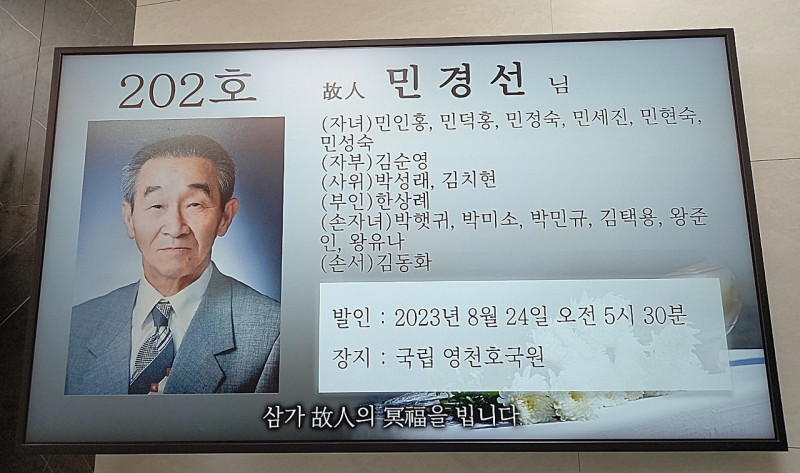 202호
故人 민경선 님
(자녀)민인홍, 민덕홍, 민정숙, 민세진, 민현숙,
민성숙
(자부)김순영
(사위)박성래, 김치현
(부인)한상례
(손자녀)박햇귀, 박미소, 박민규, 김택용, 왕준
인, 왕유나
(손서)김동화
발인 : 2023년 8월 24일 오전 5시 30분
장지 : 국립 영천호국원
삼가 故人의 冥福을 빕니다